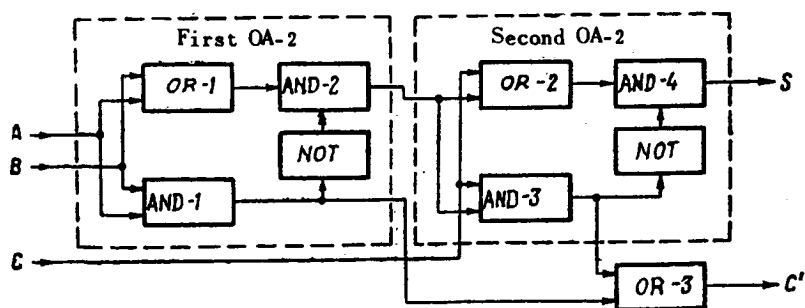 First OA-2
Second OA-2
OR-1
AND-2
OR-2
AND-4
S
A
B
NOT
NOT
AND-1
AND-3
C
OR-3
C'